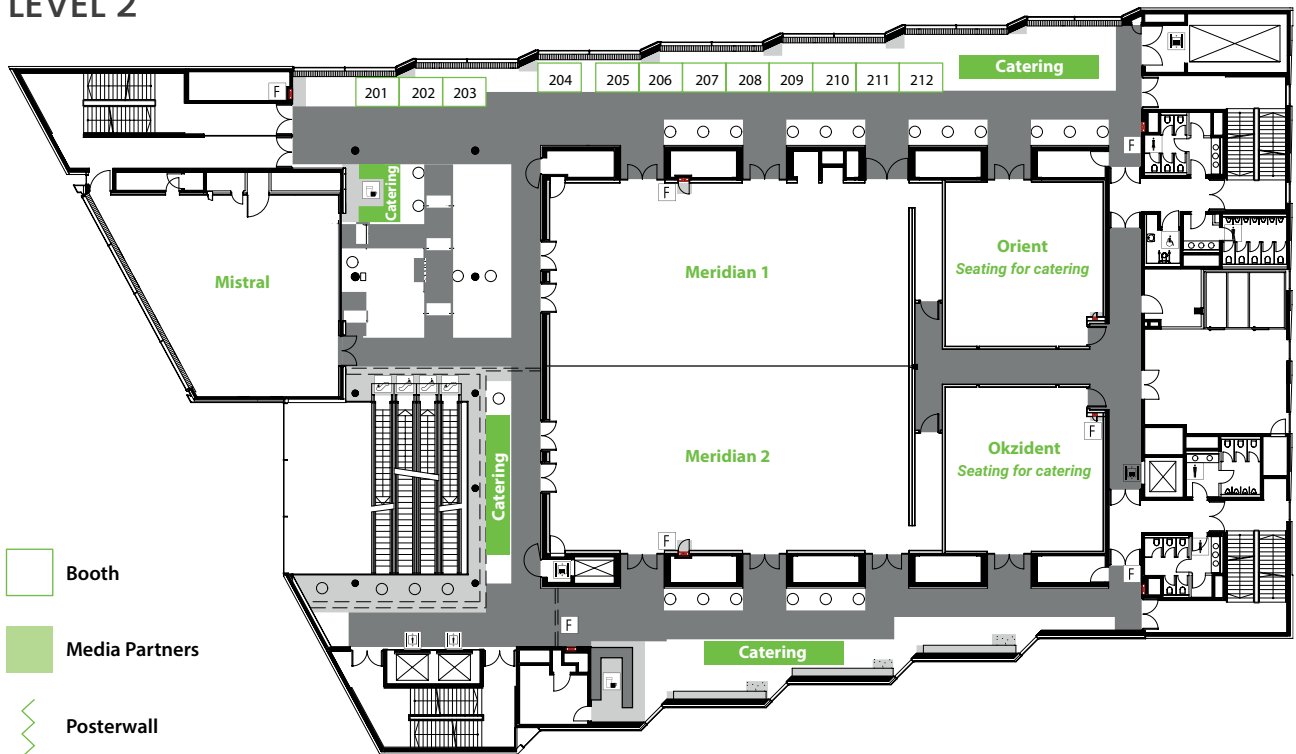 LEVEL 2
Catering
204
205
206
207
208
209
210
211
212
201
202
203
F
F
Catering
F
Orient
Seating for catering
Meridian 1
Mistral
Meridian 2
Okzident
Seating for catering
F
Catering
F
F
Booth
F
Media Partners
Catering
Posterwall